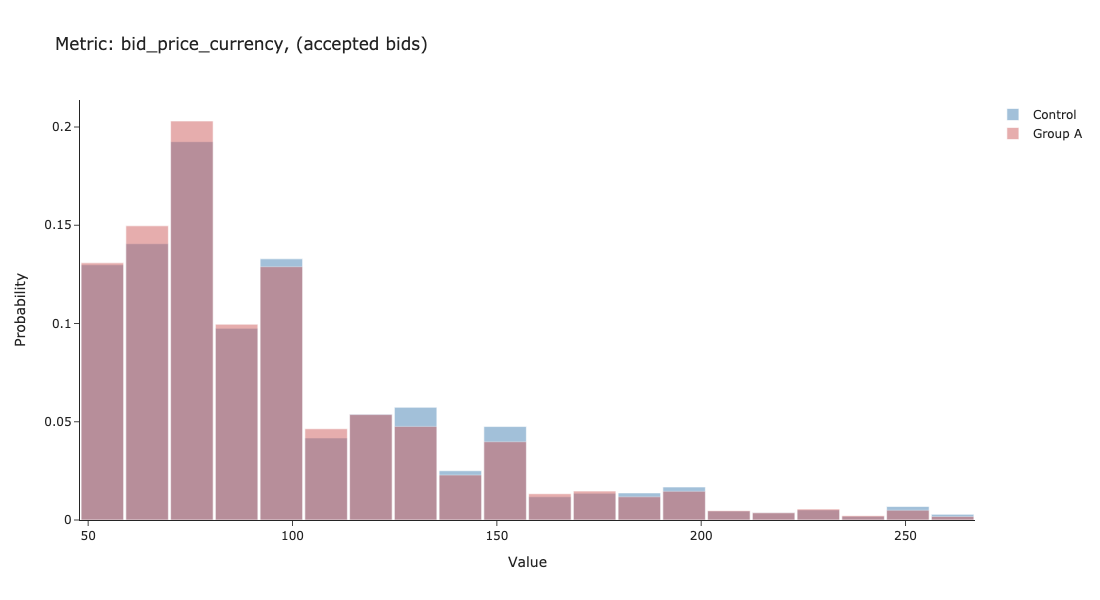 Metric: bid_price_currency, (accepted bids)
Control
Group A
0.2
0.15
0.1
0.05
0
Probability
50
100
150
200
250
Value